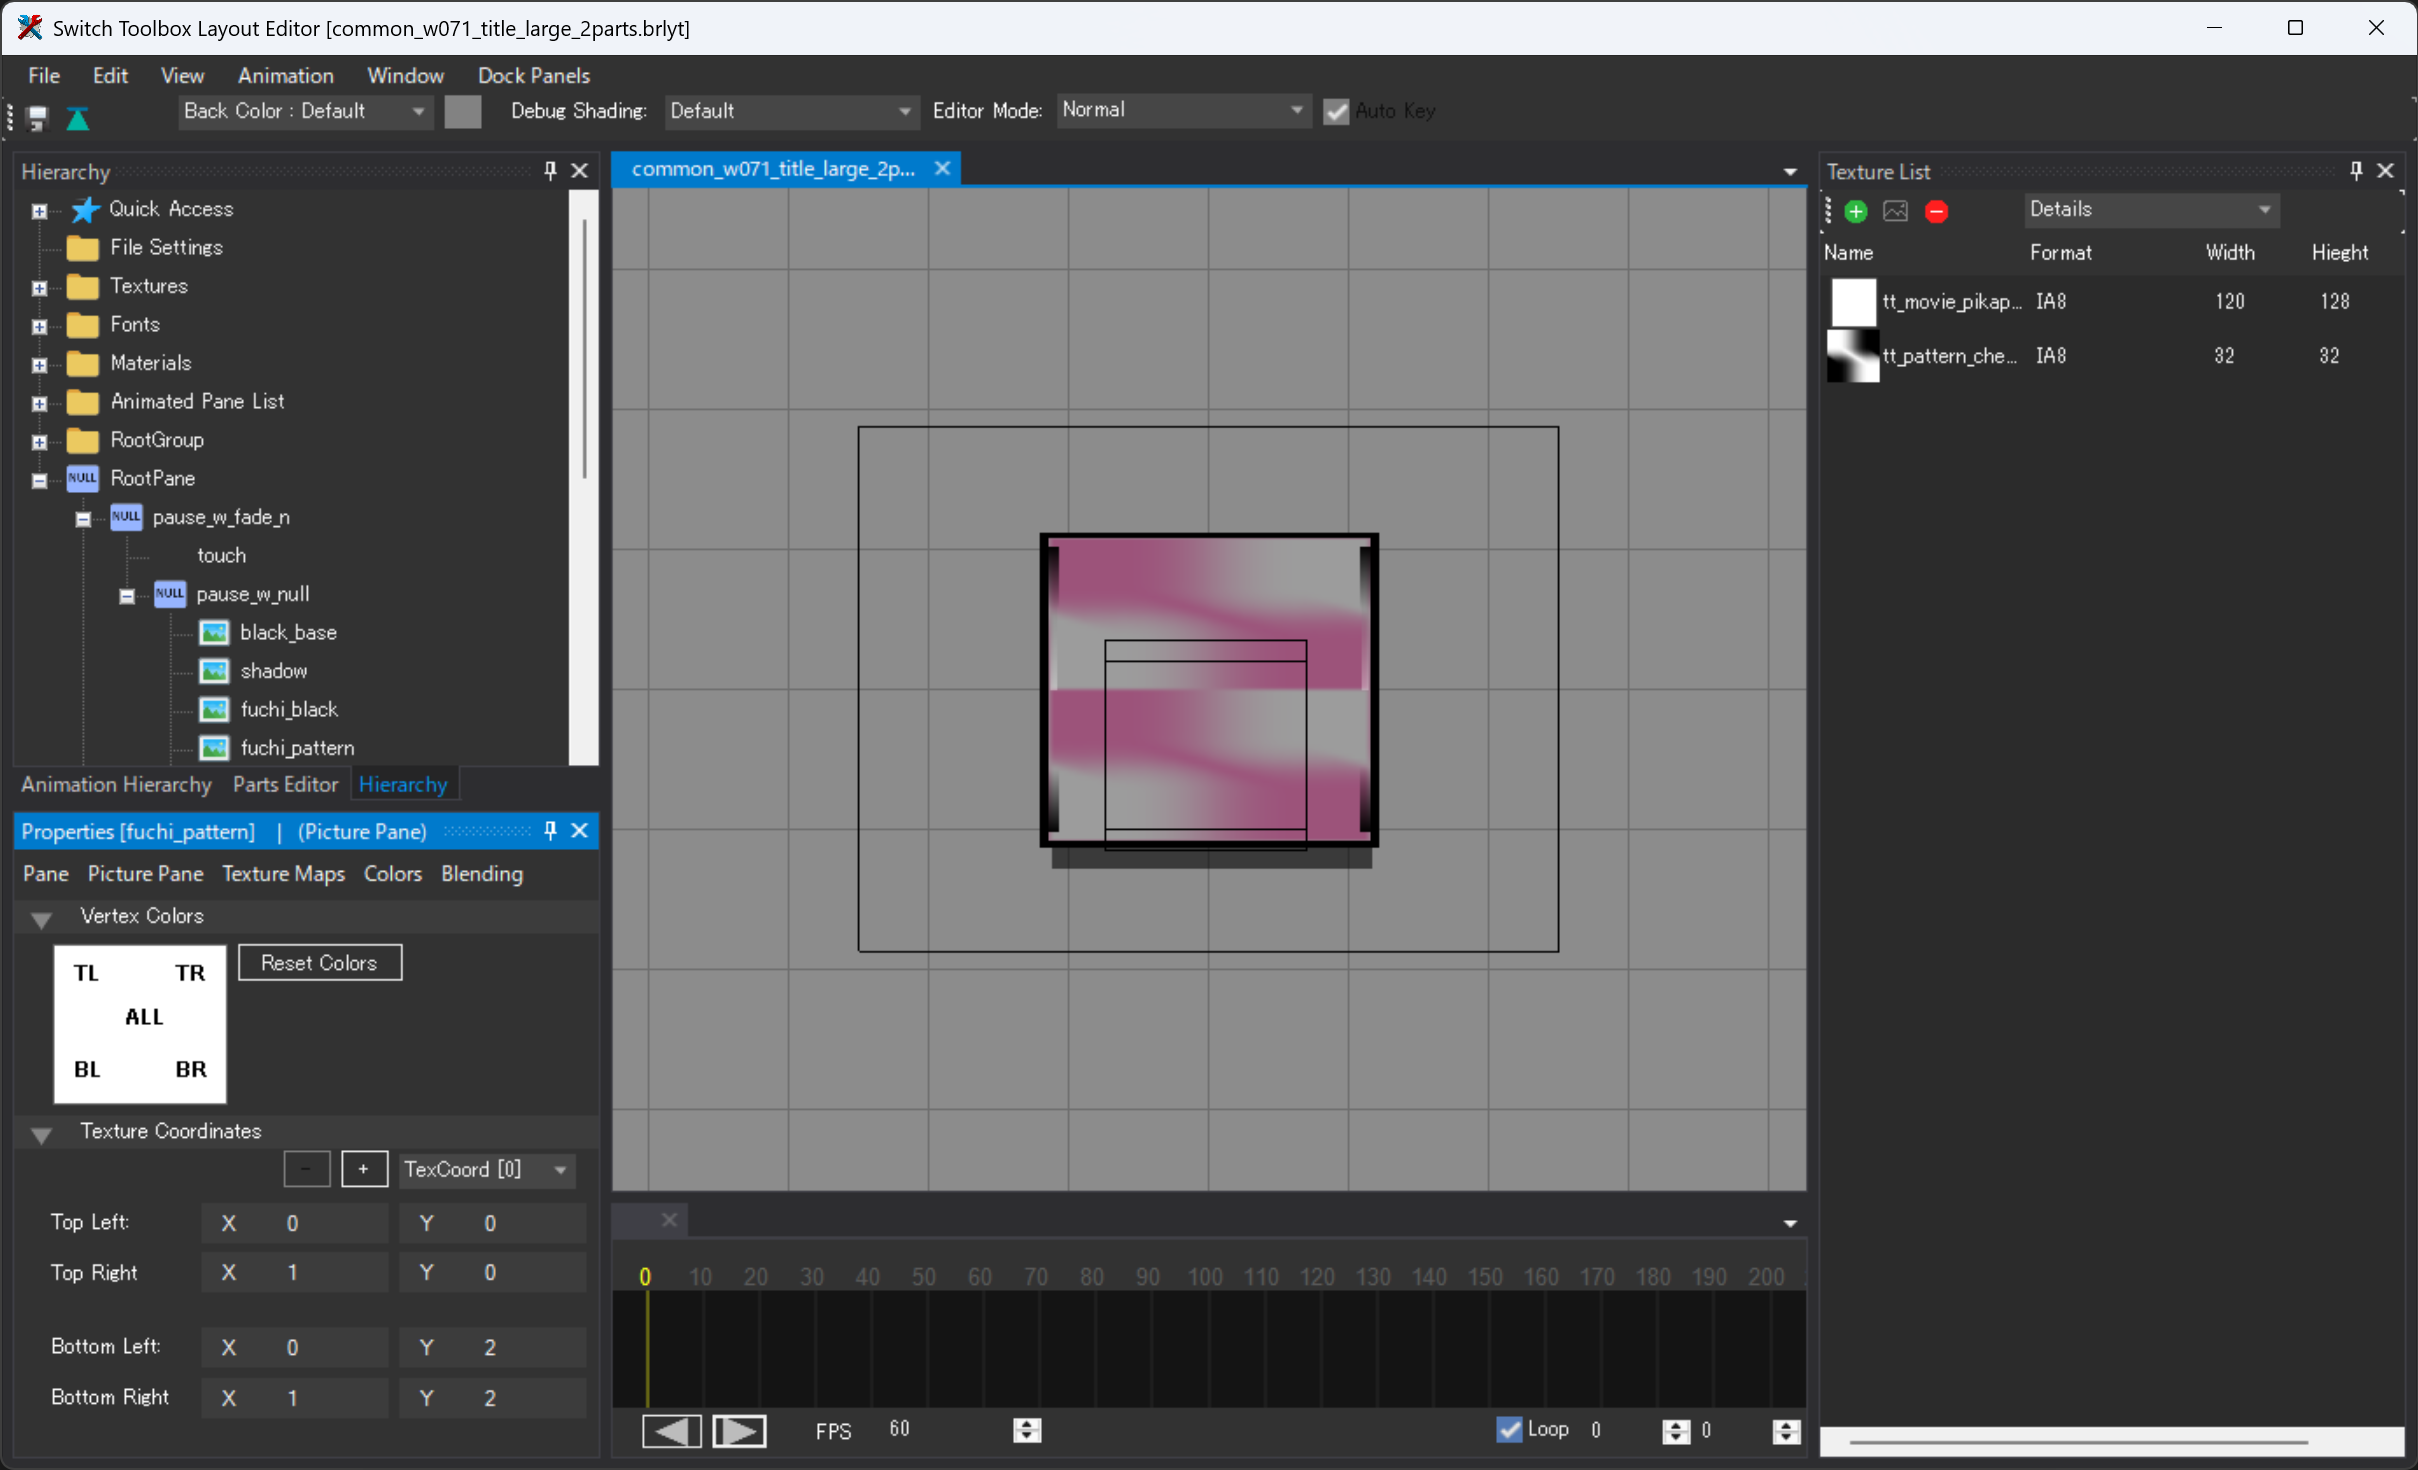 Switch Toolbox Layout Editor [common_w071_title_large_2parts.brlyt]
File Edit View Animation Window Dock Panels
Back Color : Default Debug Shading: Default Editor Mode: Normal Auto Key
Hierarchy
Quick Access
File Settings
Textures
Fonts
Materials
Animated Pane List
RootGroup
NULL RootPane
NULL pause_w_fade_n
touch
NULL pause_w_null
black_base
shadow
fuchi_black
fuchi_pattern
Animation Hierarchy Parts Editor Hierarchy
Properties [fuchi_pattern] | (Picture Pane)
Pane Picture Pane Texture Maps Colors Blending
Vertex Colors
TL TR
ALL
BL BR
Reset Colors
Texture Coordinates
- + TexCoord [0]
Top Left: X 0 Y 0
Top Right X 1 Y 0
Bottom Left: X 0 Y 2
Bottom Right X 1 Y 2
common_w071_title_large_2p...
0 10 20 30 40 50 60 70 80 90 100 110 120 130 140 150 160 170 180 190 200
FPS 60 Loop 0 0
Texture List
Details
Name Format Width Hieght
tt_movie_pikap... IA8 120 128
tt_pattern_che... IA8 32 32